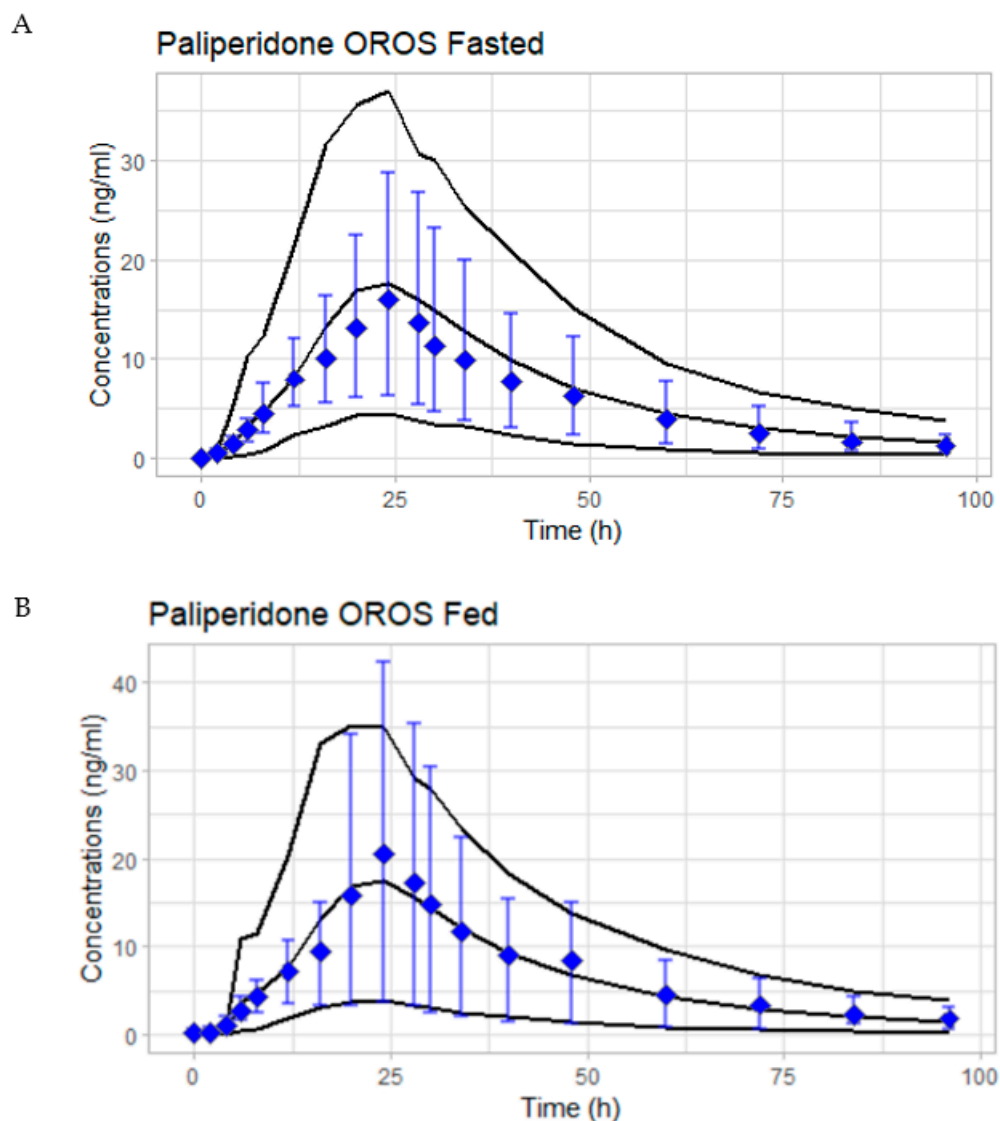 A
Paliperidone OROS Fasted
Concentrations (ng/ml)
30
20
10
0
0 25 50 75 100
Time (h)
B
Paliperidone OROS Fed
Concentrations (ng/ml)
40
30
20
10
0
0 25 50 75 100
Time (h)